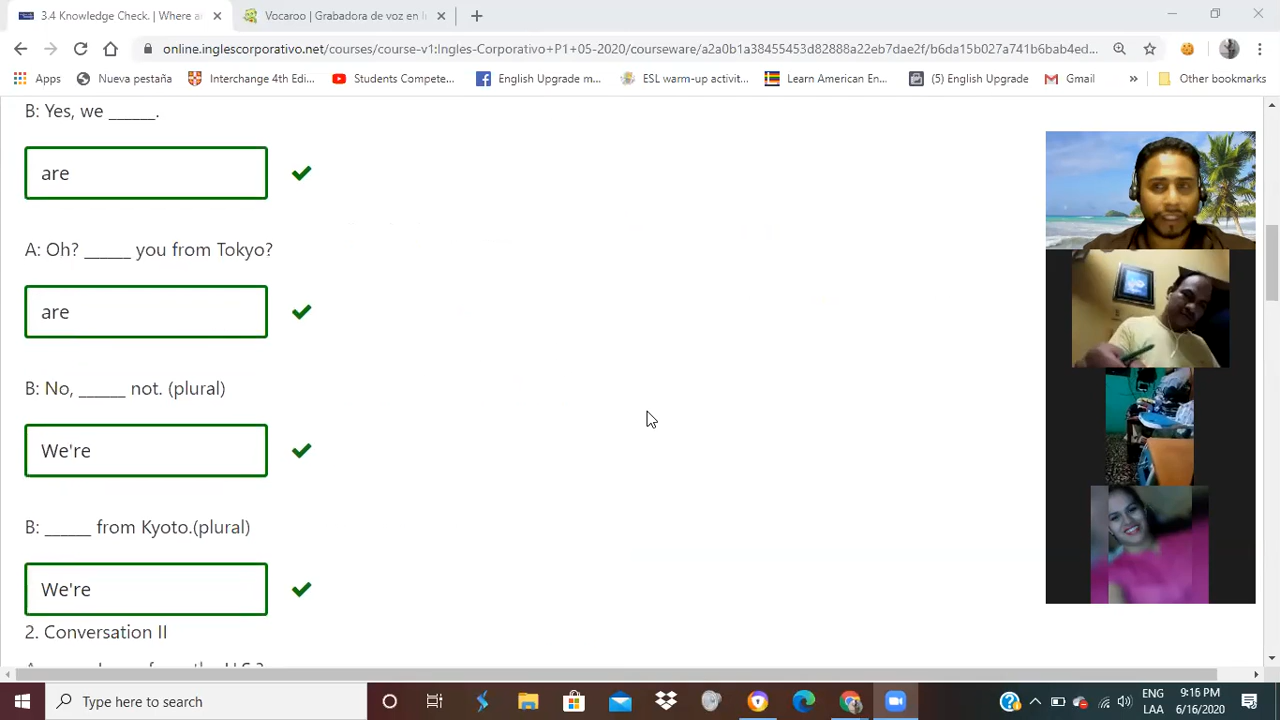 3.4 Knowledge Check. | Where a
Vocaroo | Grabadora de voz en l
online.inglescorporativo.net/courses/course-v1:Ingles-Corporativo+P1+05-2020/courseware/a2a0b1a38455453d82888a22eb7dae2f/b6da15b027a741b6bab4ed...
Apps Nueva pestaña Interchange 4th Edi... Students Compete... English Upgrade m... ESL warm-up activit... Learn American En... (5) English Upgrade Gmail » Other bookmarks
B: Yes, we ______.
are
A: Oh? ______ you from Tokyo?
are
B: No, ______ not. (plural)
We're
B: ______ from Kyoto.(plural)
We're
2. Conversation II
Type here to search
ENG
LAA
9:16 PM
6/16/2020